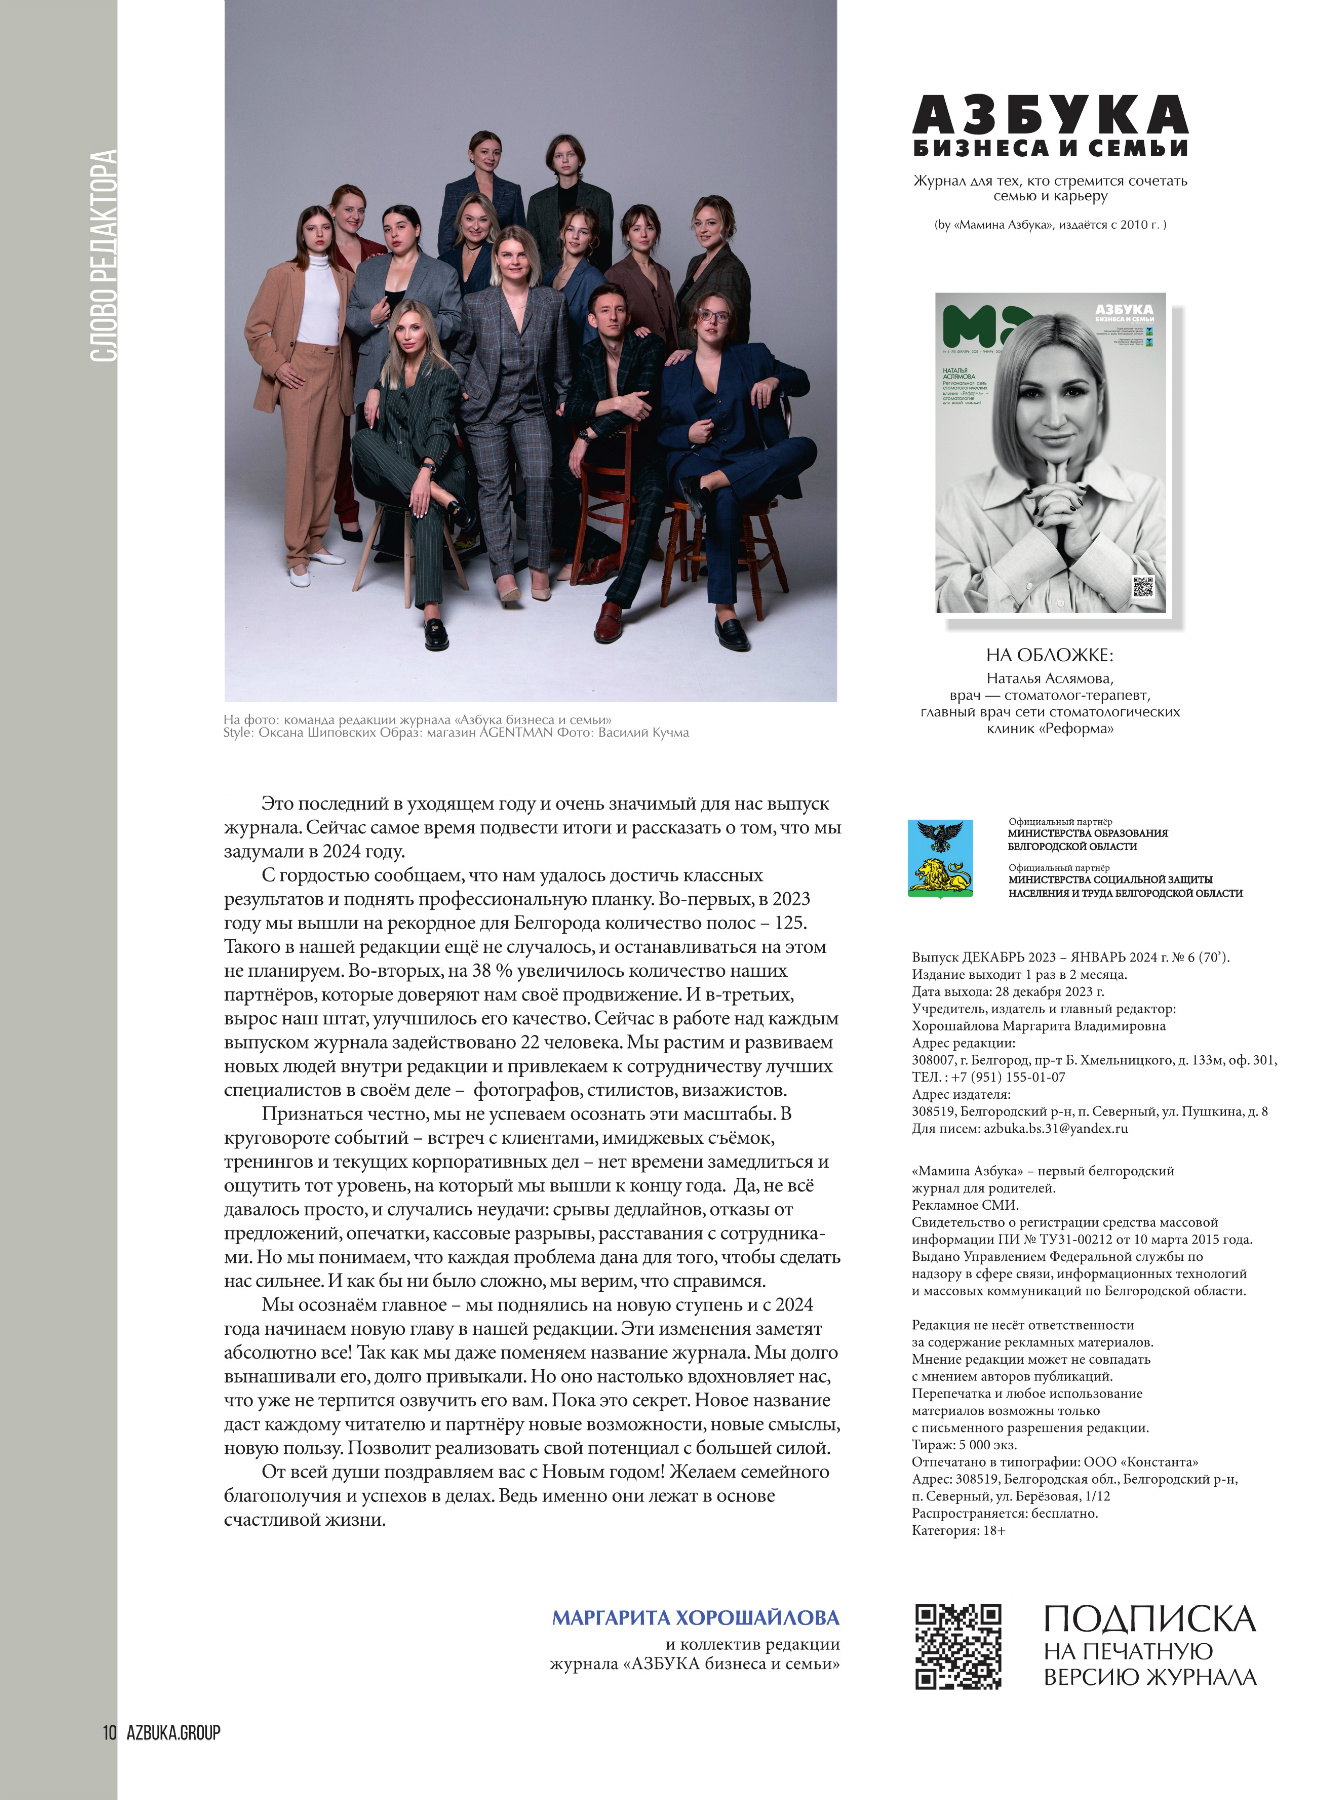 СЛОВО РЕДАКТОРА
На фото: команда редакции журнала «Азбука бизнеса и семьи»
Style: Оксана Шиповских Образ: магазин AGENTMAN Фото: Василий Кучма
Это последний в уходящем году и очень значимый для нас выпуск
журнала. Сейчас самое время подвести итоги и рассказать о том, что мы
задумали в 2024 году.
С гордостью сообщаем, что нам удалось достичь классных
результатов и поднять профессиональную планку. Во-первых, в 2023
году мы вышли на рекордное для Белгорода количество полос – 125.
Такого в нашей редакции ещё не случалось, и останавливаться на этом
не планируем. Во-вторых, на 38 % увеличилось количество наших
партнёров, которые доверяют нам своё продвижение. И в-третьих,
вырос наш штат, улучшилось его качество. Сейчас в работе над каждым
выпуском журнала задействовано 22 человека. Мы растим и развиваем
новых людей внутри редакции и привлекаем к сотрудничеству лучших
специалистов в своём деле – фотографов, стилистов, визажистов.
Признаться честно, мы не успеваем осознать эти масштабы. В
круговороте событий – встреч с клиентами, имиджевых съёмок,
тренингов и текущих корпоративных дел – нет времени замедлиться и
ощутить тот уровень, на который мы вышли к концу года. Да, не всё
давалось просто, и случались неудачи: срывы дедлайнов, отказы от
предложений, опечатки, кассовые разрывы, расставания с сотрудника-
ми. Но мы понимаем, что каждая проблема дана для того, чтобы сделать
нас сильнее. И как бы ни было сложно, мы верим, что справимся.
Мы осознаём главное – мы поднялись на новую ступень и с 2024
года начинаем новую главу в нашей редакции. Эти изменения заметят
абсолютно все! Так как мы даже поменяем название журнала. Мы долго
вынашивали его, долго привыкали. Но оно настолько вдохновляет нас,
что уже не терпится озвучить его вам. Пока это секрет. Новое название
даст каждому читателю и партнёру новые возможности, новые смыслы,
новую пользу. Позволит реализовать свой потенциал с большей силой.
От всей души поздравляем вас с Новым годом! Желаем семейного
благополучия и успехов в делах. Ведь именно они лежат в основе
счастливой жизни.
МАРГАРИТА ХОРОШАЙЛОВА
и коллектив редакции
журнала «АЗБУКА бизнеса и семьи»
АЗБУКА
БИЗНЕСА И СЕМЬИ
Журнал для тех, кто стремится сочетать
семью и карьеру
(by «Мамина Азбука», издаётся с 2010 г. )
МА
АЗБУКА
БИЗНЕСА И СЕМЬИ
НАТАЛЬЯ
АСЛЯМОВА
Региональная сеть
стоматологических
НА ОБЛОЖКЕ:
Наталья Аслямова,
врач — стоматолог-терапевт,
главный врач сети стоматологических
клиник «Реформа»
Официальный партнёр
МИНИСТЕРСТВА ОБРАЗОВАНИЯ
БЕЛГОРОДСКОЙ ОБЛАСТИ
Официальный партнёр
МИНИСТЕРСТВА СОЦИАЛЬНОЙ ЗАЩИТЫ
НАСЕЛЕНИЯ И ТРУДА БЕЛГОРОДСКОЙ ОБЛАСТИ
Выпуск ДЕКАБРЬ 2023 – ЯНВАРЬ 2024 г. № 6 (70’).
Издание выходит 1 раз в 2 месяца.
Дата выхода: 28 декабря 2023 г.
Учредитель, издатель и главный редактор:
Хорошайлова Маргарита Владимировна
Адрес редакции:
308007, г. Белгород, пр-т Б. Хмельницкого, д. 133м, оф. 301,
ТЕЛ. : +7 (951) 155-01-07
Адрес издателя:
308519, Белгородский р-н, п. Северный, ул. Пушкина, д. 8
Для писем: azbuka.bs.31@yandex.ru
«Мамина Азбука» – первый белгородский
журнал для родителей.
Рекламное СМИ.
Свидетельство о регистрации средства массовой
информации ПИ № ТУ31-00212 от 10 марта 2015 года.
Выдано Управлением Федеральной службы по
надзору в сфере связи, информационных технологий
и массовых коммуникаций по Белгородской области.
Редакция не несёт ответственности
за содержание рекламных материалов.
Мнение редакции может не совпадать
с мнением авторов публикаций.
Перепечатка и любое использование
материалов возможны только
с письменного разрешения редакции.
Тираж: 5 000 экз.
Отпечатано в типографии: ООО «Константа»
Адрес: 308519, Белгородская обл., Белгородский р-н,
п. Северный, ул. Берёзовая, 1/12
Распространяется: бесплатно.
Категория: 18+
ПОДПИСКА
НА ПЕЧАТНУЮ
ВЕРСИЮ ЖУРНАЛА
10 AZBUKA.GROUP